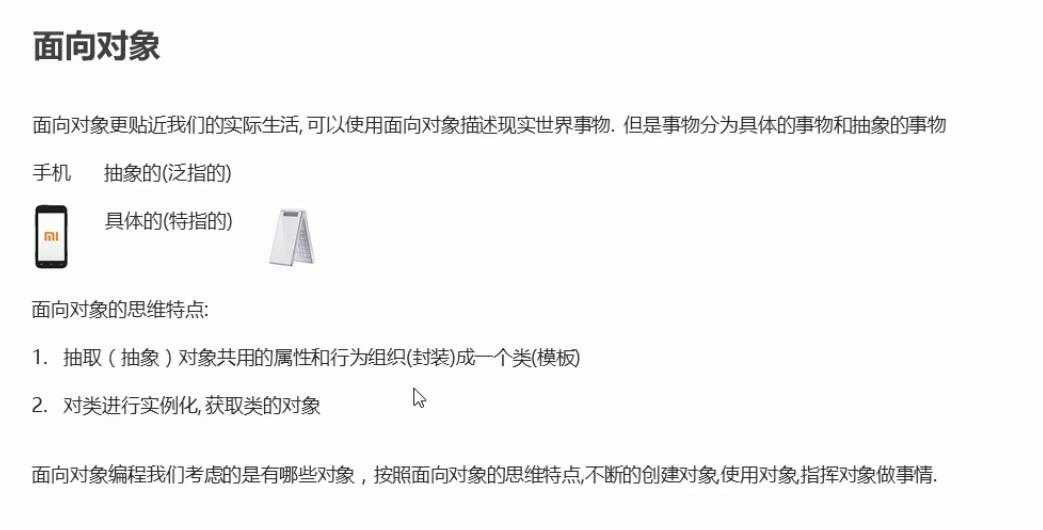 面向对象
面向对象更贴近我们的实际生活, 可以使用面向对象描述现实世界事物. 但是事物分为具体的事物和抽象的事物
手机 抽象的(泛指的)
mi 具体的(特指的)
面向对象的思维特点:
1. 抽取（抽象）对象共用的属性和行为组织(封装)成一个类(模板)
2. 对类进行实例化, 获取类的对象
面向对象编程我们考虑的是有哪些对象，按照面向对象的思维特点,不断的创建对象,使用对象,指挥对象做事情.